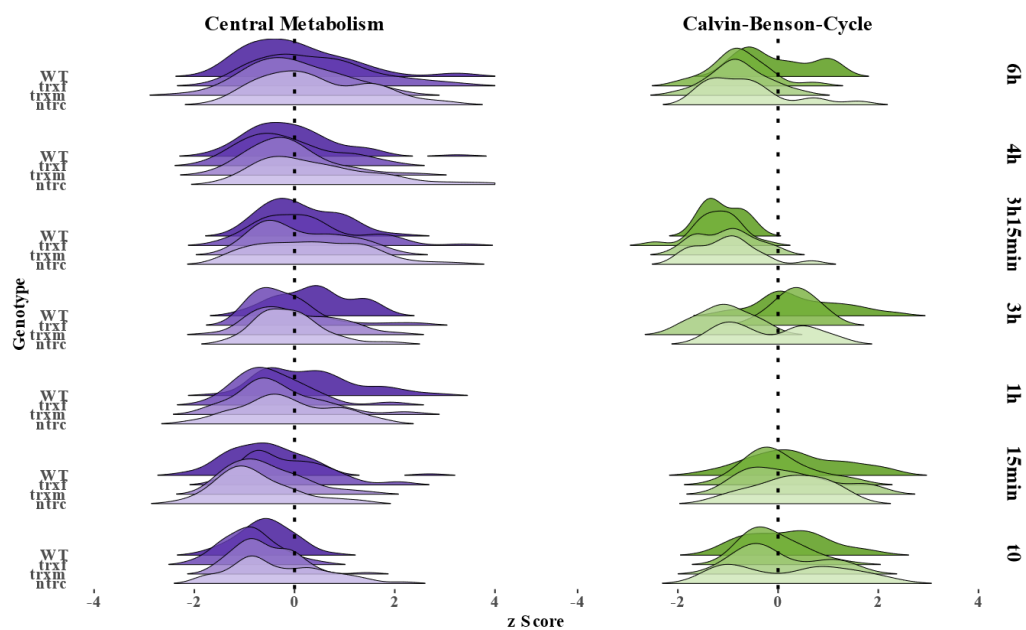 Central Metabolism
Calvin-Benson-Cycle
WT
trxf
trxm
ntrc
6h
WT
trxf
trxm
ntrc
4h
WT
trxf
trxm
ntrc
3h15min
WT
trxf
trxm
ntrc
3h
WT
trxf
trxm
ntrc
1h
WT
trxf
trxm
ntrc
15min
WT
trxf
trxm
ntrc
t0
Genotype
-4 -2 0 2 4 -4 -2 0 2 4
z Score